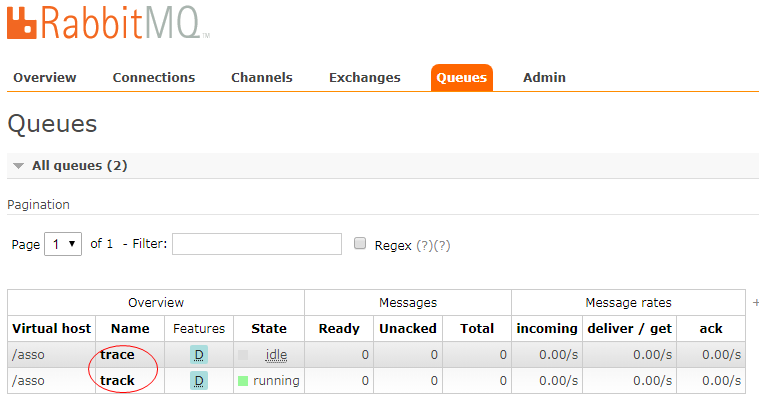 RabbitMQ™
Overview Connections Channels Exchanges Queues Admin
Queues
All queues (2)
Pagination
Page 1 of 1 - Filter: Regex (?)(?)
Overview Messages Message rates +
Virtual host Name Features State Ready Unacked Total incoming deliver / get ack
/asso trace D idle 0 0 0 0.00/s 0.00/s 0.00/s
/asso track D running 0 0 0 0.00/s 0.00/s 0.00/s